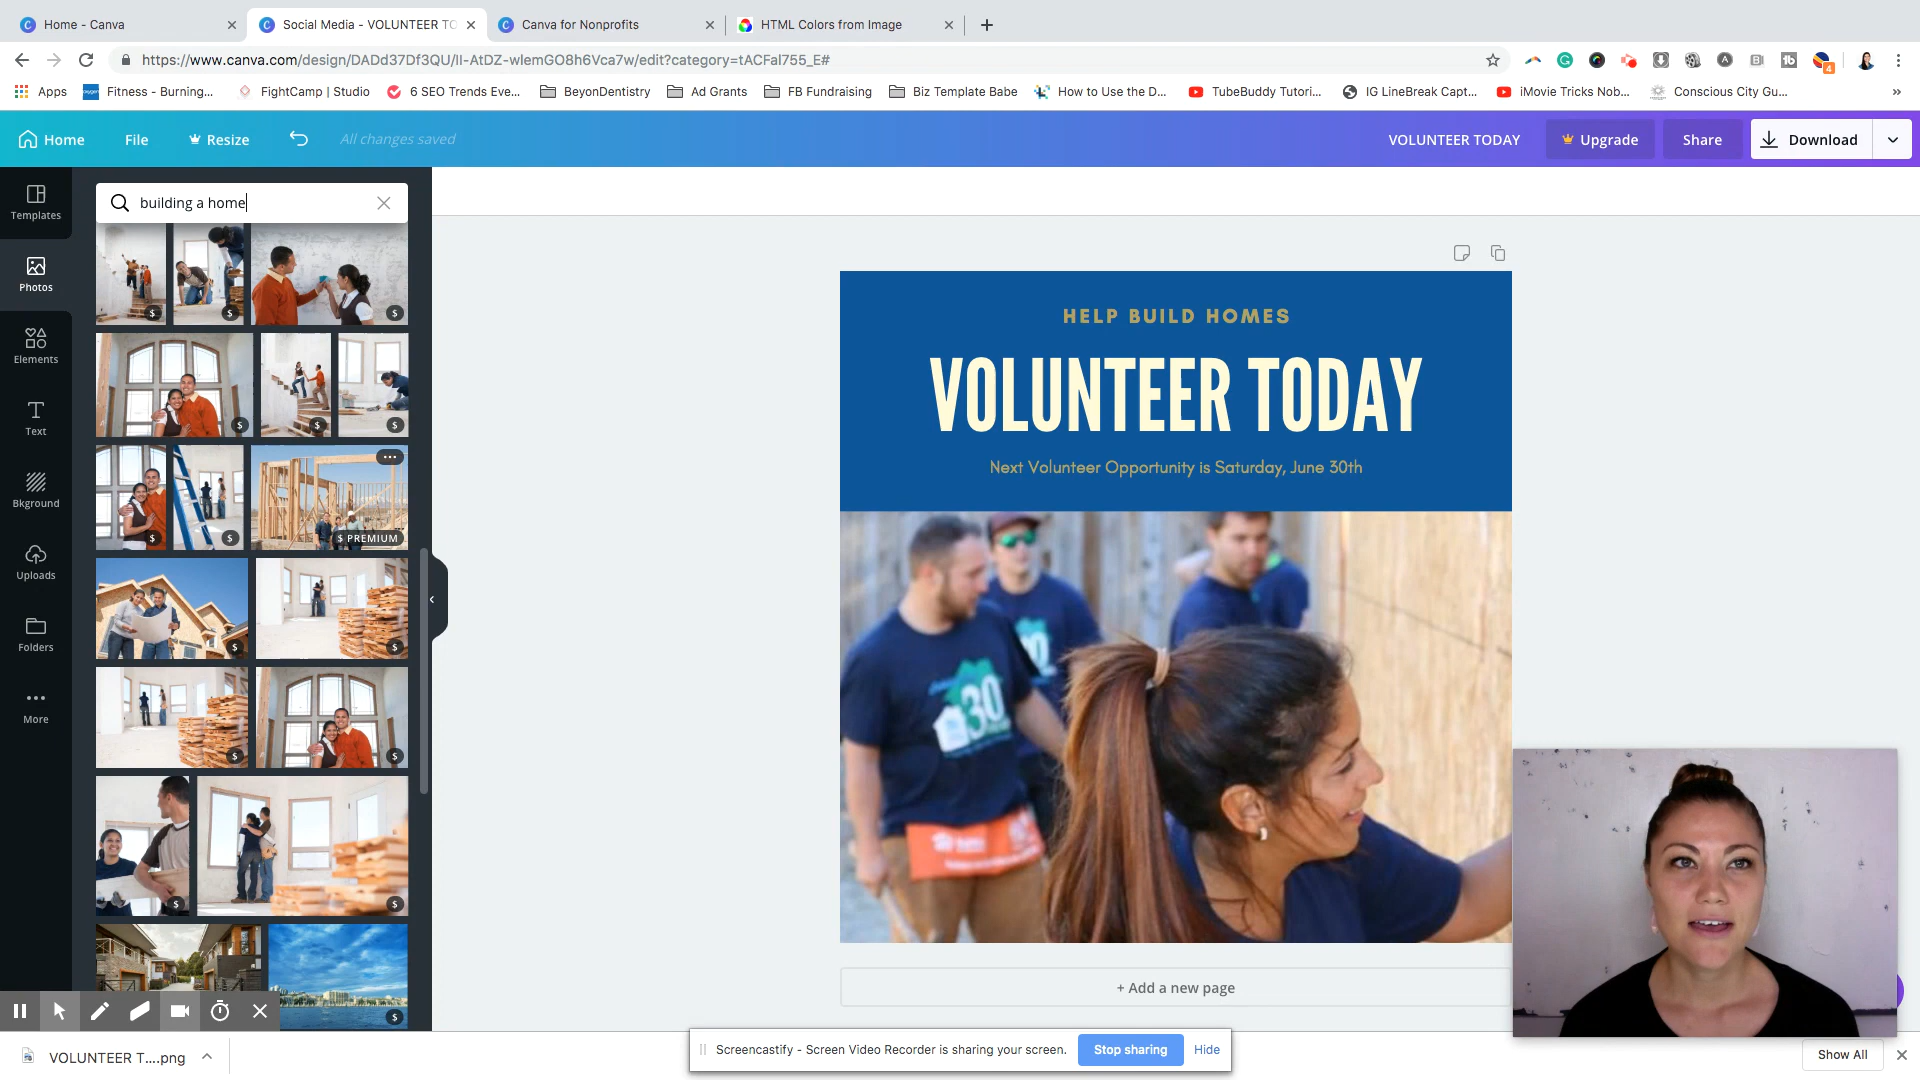 Home - Canva
Social Media - VOLUNTEER TO
Canva for Nonprofits
HTML Colors from Image
https://www.canva.com/design/DADd37Df3QU/II-AtDZ-wlemGO8h6Vca7w/edit?category=tACFal755_E#
4
Apps
Fitness - Burning...
FightCamp | Studio
6 SEO Trends Eve...
BeyonDentistry
Ad Grants
FB Fundraising
Biz Template Babe
How to Use the D...
TubeBuddy Tutori...
IG LineBreak Capt...
iMovie Tricks Nob...
Conscious City Gu...
»
Home
File
Resize
All changes saved
VOLUNTEER TODAY
Upgrade
Share
Download
Templates
Photos
Elements
Text
Bkground
Uploads
Folders
More
building a home
$ PREMIUM
HELP BUILD HOMES
VOLUNTEER TODAY
Next Volunteer Opportunity is Saturday, June 30th
30
+ Add a new page
Screencastify - Screen Video Recorder is sharing your screen.
Stop sharing
Hide
VOLUNTEER T....png
Show All